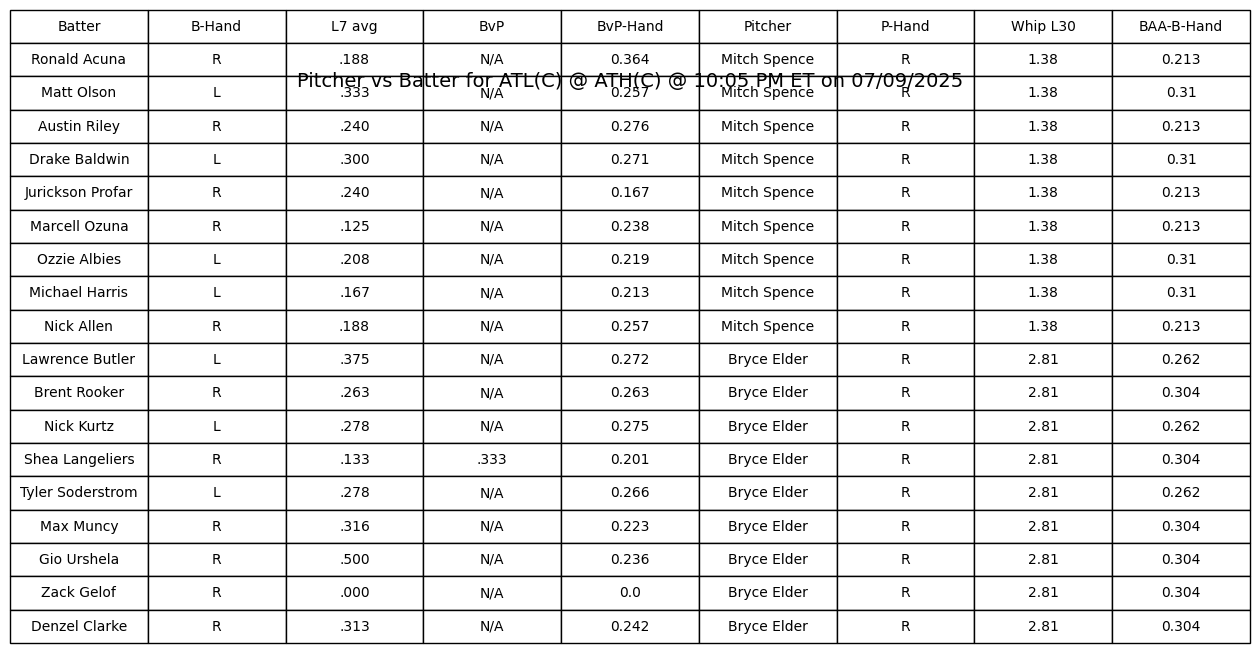 Batter B-Hand L7 avg BvP BvP-Hand Pitcher P-Hand Whip L30 BAA-B-Hand
Ronald Acuna R .188 N/A 0.364 Mitch Spence R 1.38 0.213
Pitcher vs Batter for ATL(C) @ ATH(C) @ 10:05 PM ET on 07/09/2025
Matt Olson L .333 N/A 0.257 Mitch Spence R 1.38 0.31
Austin Riley R .240 N/A 0.276 Mitch Spence R 1.38 0.213
Drake Baldwin L .300 N/A 0.271 Mitch Spence R 1.38 0.31
Jurickson Profar R .240 N/A 0.167 Mitch Spence R 1.38 0.213
Marcell Ozuna R .125 N/A 0.238 Mitch Spence R 1.38 0.213
Ozzie Albies L .208 N/A 0.219 Mitch Spence R 1.38 0.31
Michael Harris L .167 N/A 0.213 Mitch Spence R 1.38 0.31
Nick Allen R .188 N/A 0.257 Mitch Spence R 1.38 0.213
Lawrence Butler L .375 N/A 0.272 Bryce Elder R 2.81 0.262
Brent Rooker R .263 N/A 0.263 Bryce Elder R 2.81 0.304
Nick Kurtz L .278 N/A 0.275 Bryce Elder R 2.81 0.262
Shea Langeliers R .133 .333 0.201 Bryce Elder R 2.81 0.304
Tyler Soderstrom L .278 N/A 0.266 Bryce Elder R 2.81 0.262
Max Muncy R .316 N/A 0.223 Bryce Elder R 2.81 0.304
Gio Urshela R .500 N/A 0.236 Bryce Elder R 2.81 0.304
Zack Gelof R .000 N/A 0.0 Bryce Elder R 2.81 0.304
Denzel Clarke R .313 N/A 0.242 Bryce Elder R 2.81 0.304